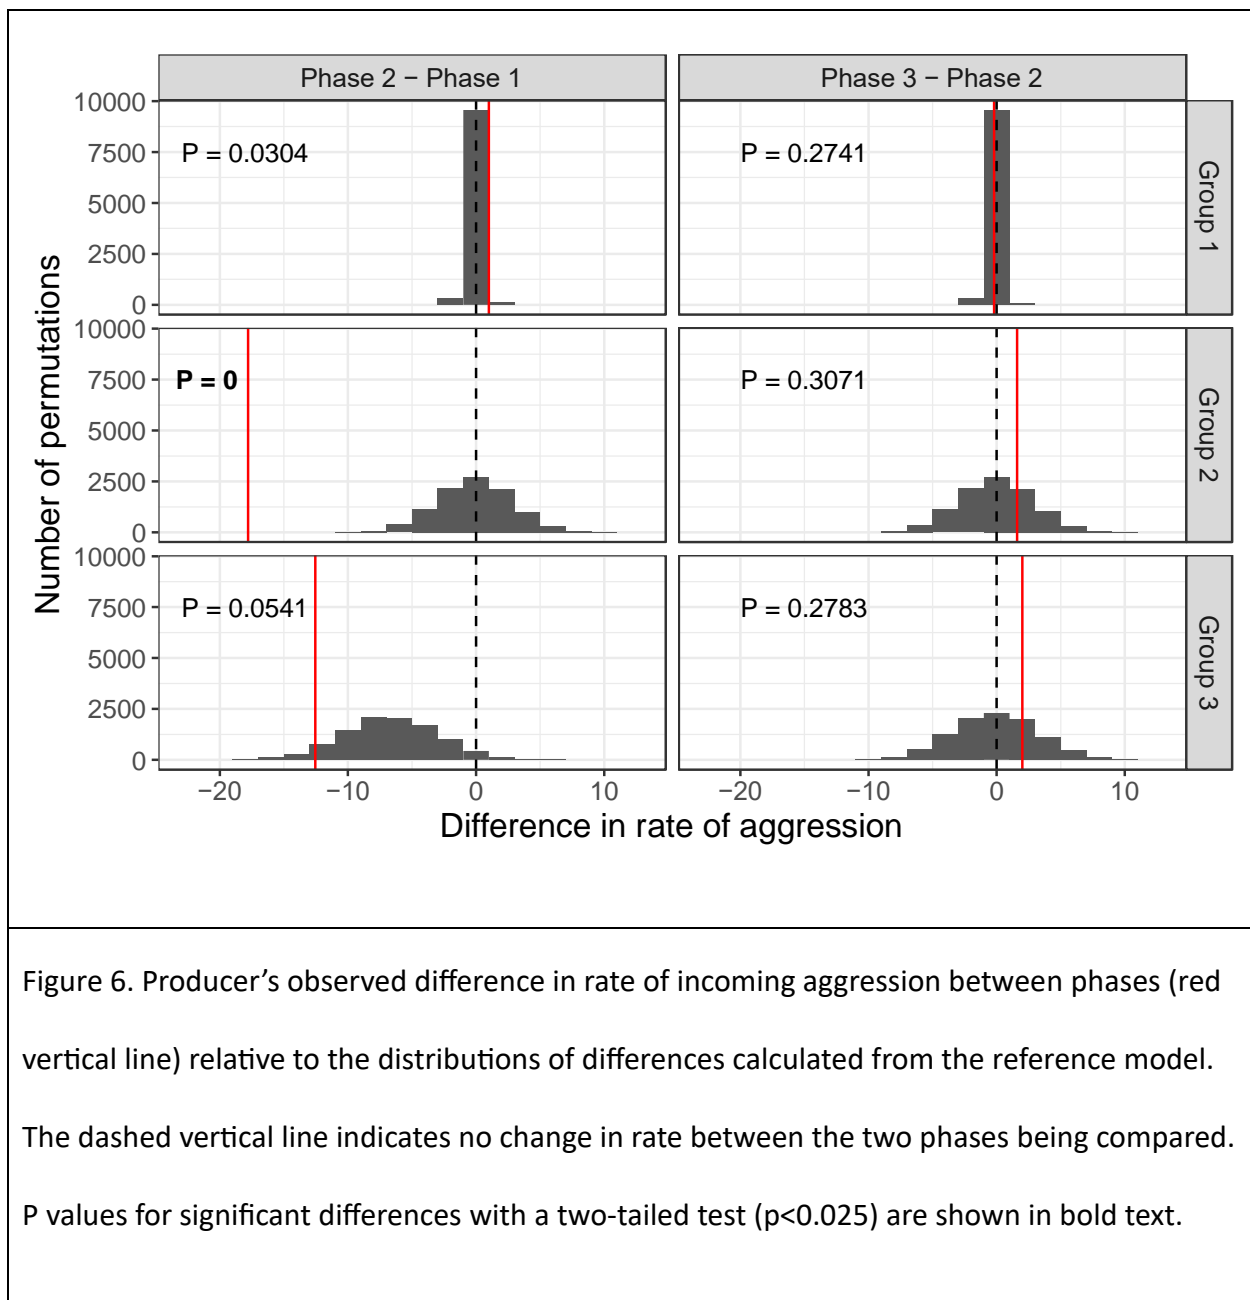 Phase 2 − Phase 1
Phase 3 − Phase 2
Number of permutations
10000
7500
5000
2500
0
P = 0.0304
P = 0.2741
Group 1
10000
7500
5000
2500
0
P = 0
P = 0.3071
Group 2
10000
7500
5000
2500
0
P = 0.0541
P = 0.2783
Group 3
−20 −10 0 10
−20 −10 0 10
Difference in rate of aggression
Figure 6. Producer’s observed difference in rate of incoming aggression between phases (red
vertical line) relative to the distributions of differences calculated from the reference model.
The dashed vertical line indicates no change in rate between the two phases being compared.
P values for significant differences with a two-tailed test (p<0.025) are shown in bold text.